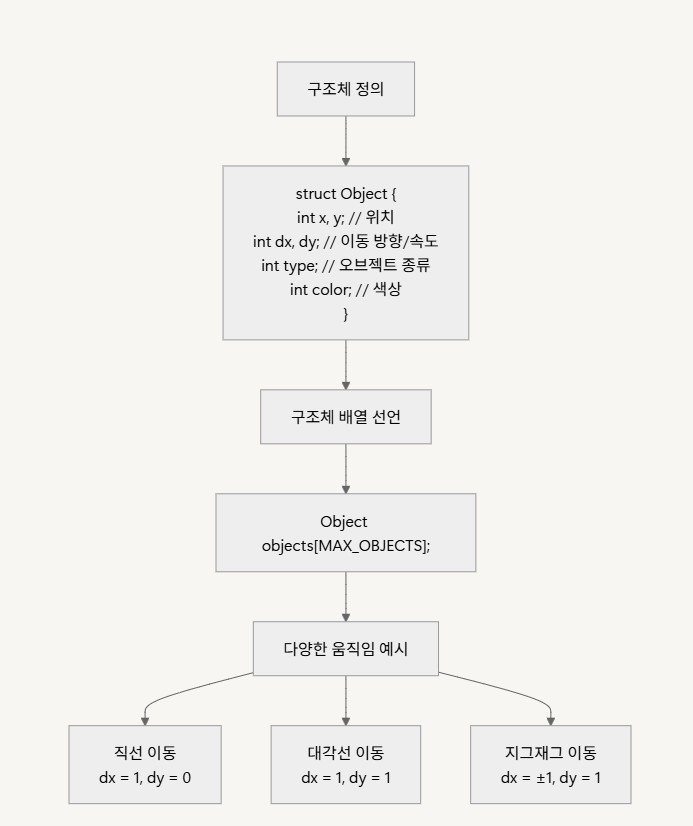 구조체 정의
struct Object {
int x, y; // 위치
int dx, dy; // 이동 방향/속도
int type; // 오브젝트 종류
int color; // 색상
}
구조체 배열 선언
Object
objects[MAX_OBJECTS];
다양한 움직임 예시
직선 이동
dx = 1, dy = 0
대각선 이동
dx = 1, dy = 1
지그재그 이동
dx = ±1, dy = 1